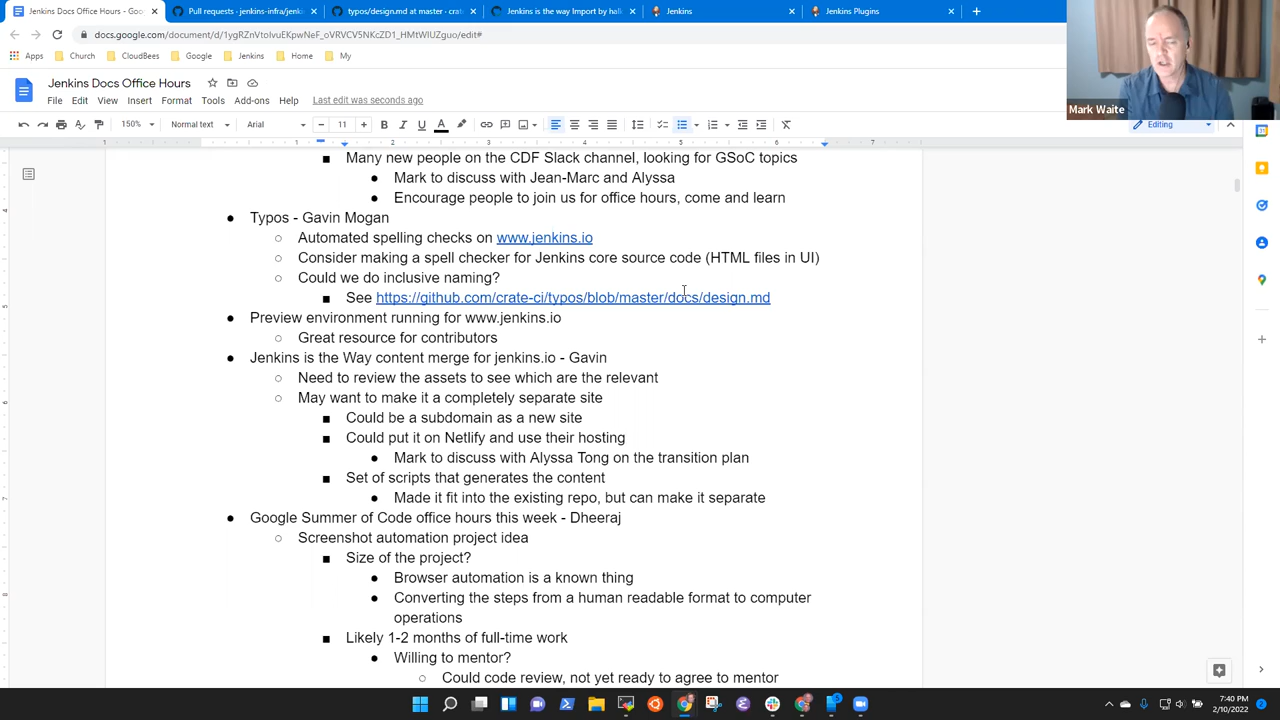 Jenkins Docs Office Hours - Goo
Pull requests · jenkins-infra/jenki
typos/design.md at master · crat
Jenkins is the way Import by hali
Jenkins
Jenkins Plugins
docs.google.com/document/d/1ygRZnVtoIvuEKpwNeF_oVRVCV5NKcZD1_HMtWlUZguo/edit#
Apps
Church
CloudBees
Google
Jenkins
Home
My
Jenkins Docs Office Hours
File Edit View Insert Format Tools Add-ons Help Last edit was seconds ago
Mark Waite
150% Normal text Arial 11 Editing
Many new people on the CDF Slack channel, looking for GSoC topics
Mark to discuss with Jean-Marc and Alyssa
Encourage people to join us for office hours, come and learn
Typos - Gavin Mogan
Automated spelling checks on www.jenkins.io
Consider making a spell checker for Jenkins core source code (HTML files in UI)
Could we do inclusive naming?
See https://github.com/crate-ci/typos/blob/master/docs/design.md
Preview environment running for www.jenkins.io
Great resource for contributors
Jenkins is the Way content merge for jenkins.io - Gavin
Need to review the assets to see which are the relevant
May want to make it a completely separate site
Could be a subdomain as a new site
Could put it on Netlify and use their hosting
Mark to discuss with Alyssa Tong on the transition plan
Set of scripts that generates the content
Made it fit into the existing repo, but can make it separate
Google Summer of Code office hours this week - Dheeraj
Screenshot automation project idea
Size of the project?
Browser automation is a known thing
Converting the steps from a human readable format to computer
operations
Likely 1-2 months of full-time work
Willing to mentor?
Could code review, not yet ready to agree to mentor
7:40 PM
2/10/2022